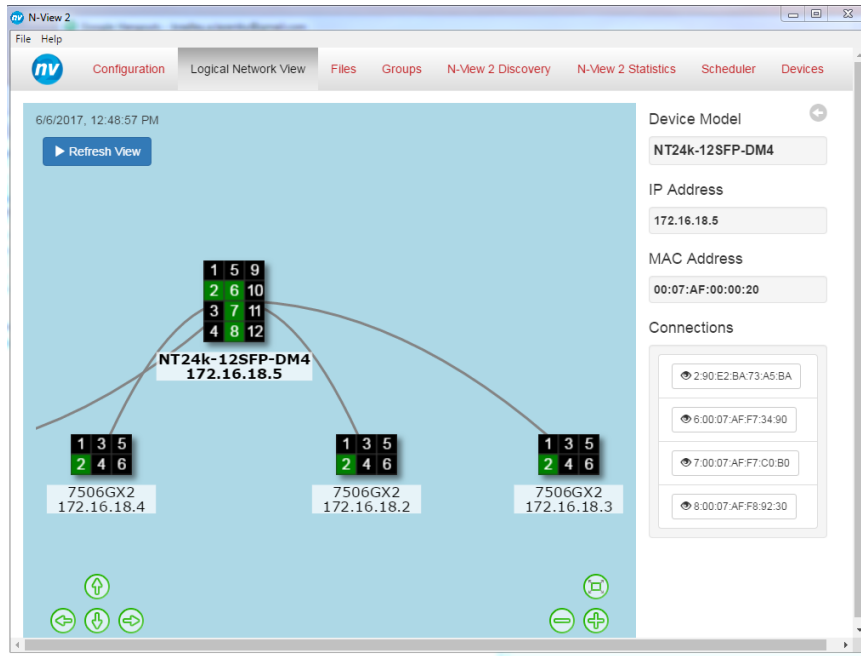 N-View 2
File Help
nv Configuration Logical Network View Files Groups N-View 2 Discovery N-View 2 Statistics Scheduler Devices
6/6/2017, 12:48:57 PM
Refresh View
1 5 9
2 6 10
3 7 11
4 8 12
NT24k-12SFP-DM4
172.16.18.5
1 3 5
2 4 6
7506GX2
172.16.18.4
1 3 5
2 4 6
7506GX2
172.16.18.2
1 3 5
2 4 6
7506GX2
172.16.18.3
Device Model
NT24k-12SFP-DM4
IP Address
172.16.18.5
MAC Address
00:07:AF:00:00:20
Connections
2:90:E2:BA:73:A5:BA
6:00:07:AF:F7:34:90
7:00:07:AF:F7:C0:B0
8:00:07:AF:F8:92:30